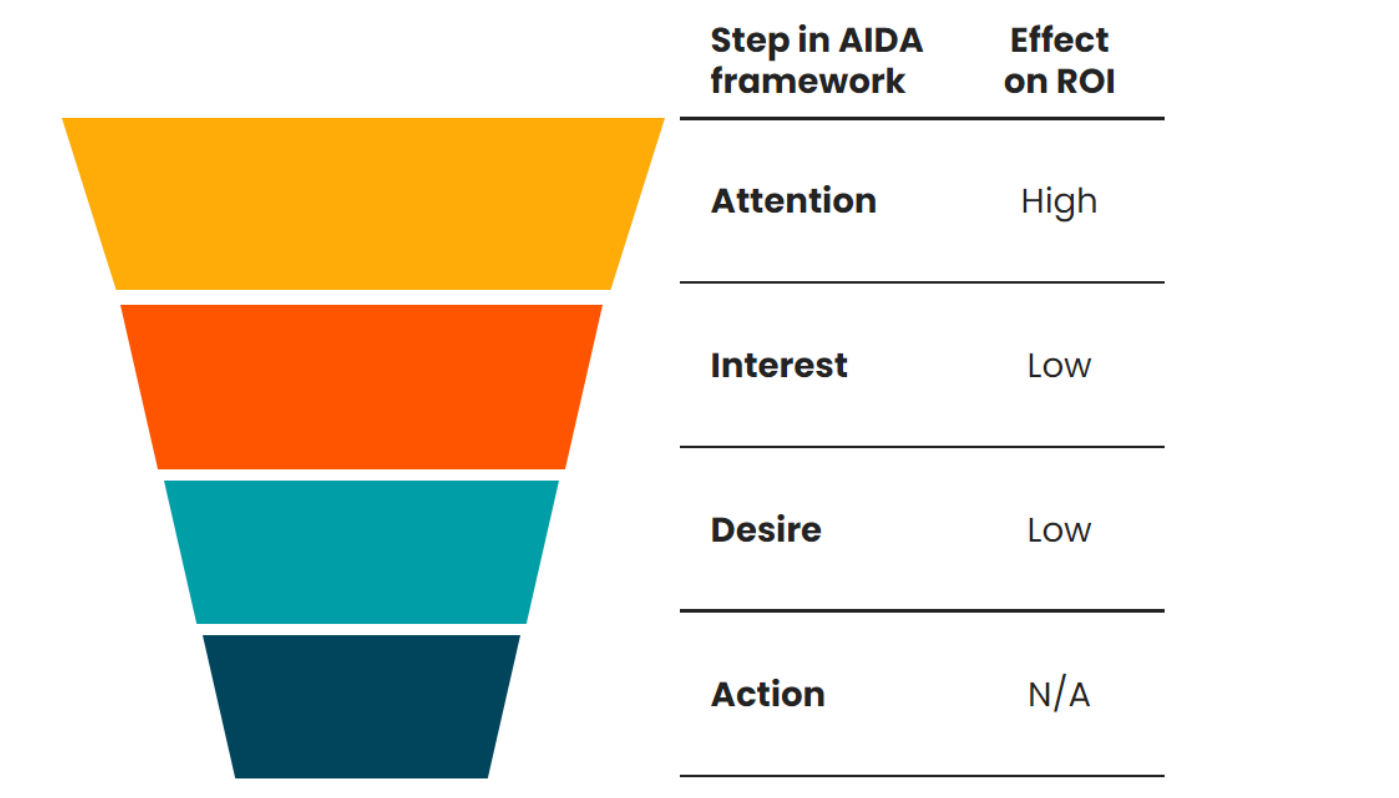 Step in AIDA Effect
framework on ROI
Attention High
Interest Low
Desire Low
Action N/A